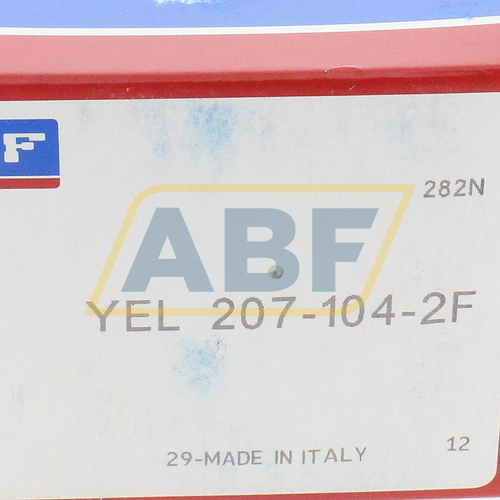 F
282N
ABF
YEL 207-104-2F
29-MADE IN ITALY
12